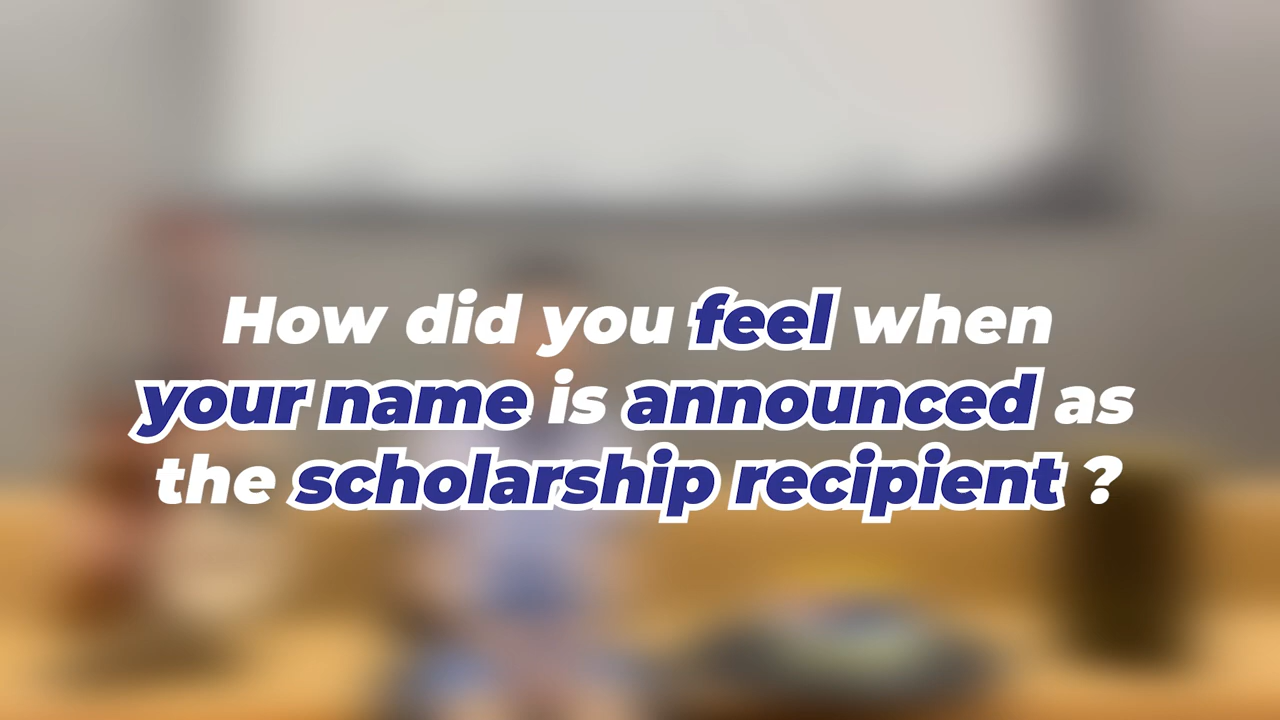 How did you feel when
your name is announced as
the scholarship recipient ?